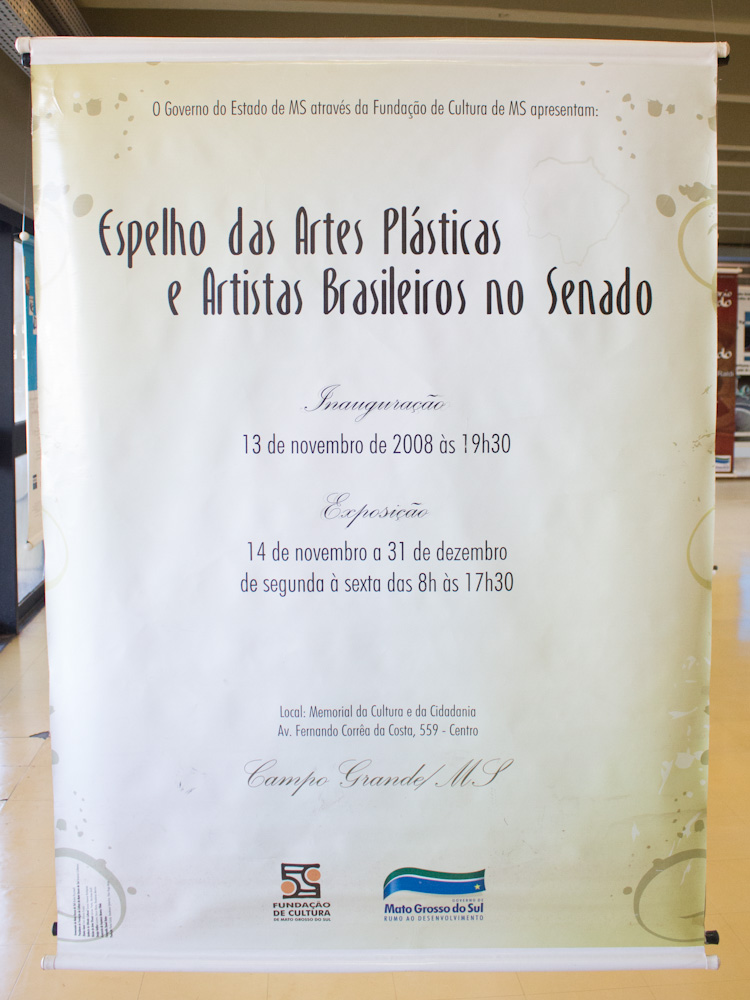 O Governo do Estado de MS através da Fundação de Cultura de MS apresentam:
Espelho das Artes Plásticas
e Artistas Brasileiros no Senado
Inauguração
13 de novembro de 2008 às 19h30
Exposição
14 de novembro a 31 de dezembro
de segunda à sexta das 8h às 17h30
Local: Memorial da Cultura e da Cidadania
Av. Fernando Corrêa da Costa, 559 - Centro
Campo Grande/MS
FUNDAÇÃO
DE CULTURA
DE MATO GROSSO DO SUL
GOVERNO DE
Mato Grosso do Sul
RUMO AO DESENVOLVIMENTO